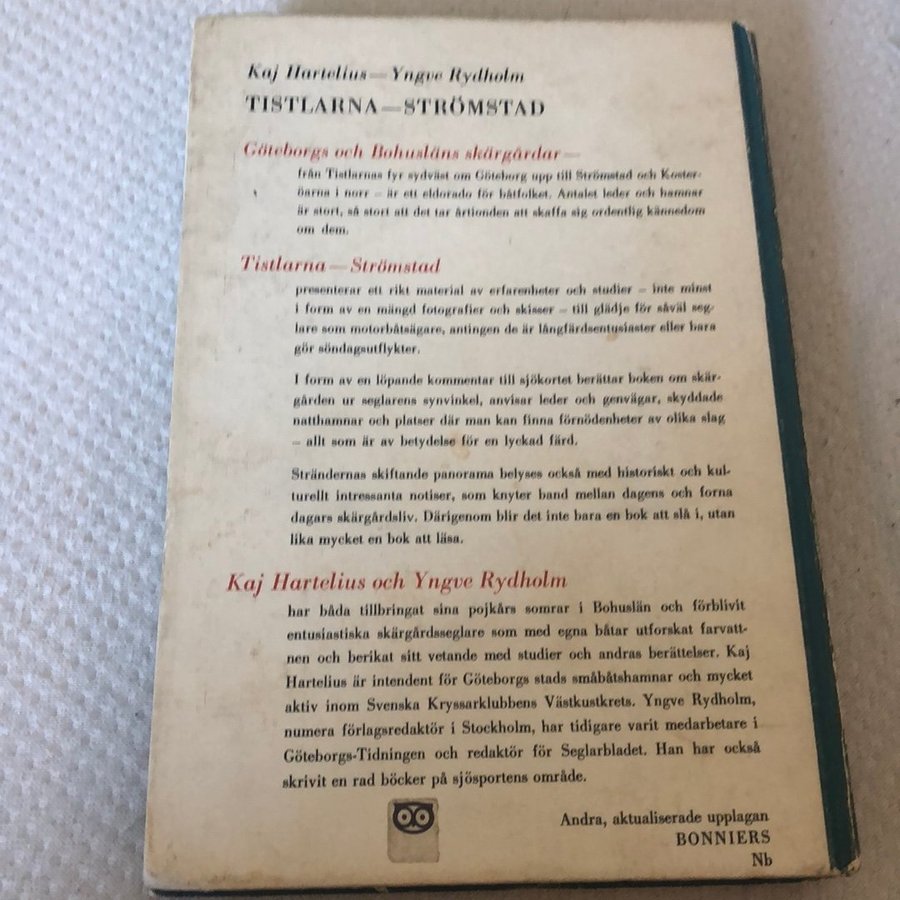 Kaj Hartelius — Yngve Rydholm
TISTLARNA — STRÖMSTAD
Göteborgs och Bohusläns skärgårdar —
från Tistlarnas fyr sydväst om Göteborg upp till Strömstad och Koster-
öarna i norr – är ett eldorado för båtfolket. Antalet leder och hamnar
är stort, så stort att det tar årtionden att skaffa sig ordentlig kännedom
om dem.
Tistlarna — Strömstad
presenterar ett rikt material av erfarenheter och studier – inte minst
i form av en mängd fotografier och skisser – till glädje för såväl seg-
lare som motorbåtsägare, antingen de är långfärdsentusiaster eller bara
gör söndagsutflykter.
I form av en löpande kommentar till sjökortet berättar boken om skär-
gården ur seglarens synvinkel, anvisar leder och genvägar, skyddade
natthamnar och platser där man kan finna förnödenheter av olika slag
– allt som är av betydelse för en lyckad färd.
Strändernas skiftande panorama belyses också med historiskt och kul-
turellt intressanta notiser, som knyter band mellan dagens och forna
dagars skärgårdsliv. Därigenom blir det inte bara en bok att slå i, utan
lika mycket en bok att läsa.
Kaj Hartelius och Yngve Rydholm
har båda tillbringat sina pojkårs somrar i Bohuslän och förblivit
entusiastiska skärgårdsseglare som med egna båtar utforskat farvatt-
nen och berikat sitt vetande med studier och andras berättelser. Kaj
Hartelius är intendent för Göteborgs stads småbåtshamnar och mycket
aktiv inom Svenska Kryssarklubbens Västkustkrets. Yngve Rydholm,
numera förlagsredaktör i Stockholm, har tidigare varit medarbetare i
Göteborgs-Tidningen och redaktör för Seglarbladet. Han har också
skrivit en rad böcker på sjösportens område.
Andra, aktualiserade upplagan
BONNIERS
Nb